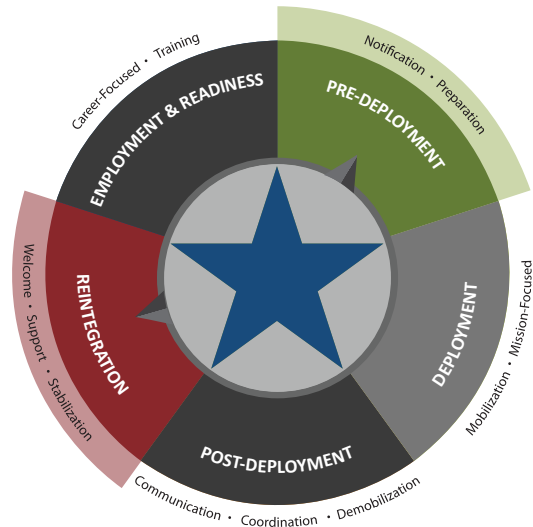 Career-Focused • Training
EMPLOYMENT & READINESS
Notification • Preparation
PRE-DEPLOYMENT
DEPLOYMENT
Mobilization • Mission-Focused
POST-DEPLOYMENT
Communication • Coordination • Demobilization
REINTEGRATION
Welcome • Support • Stabilization